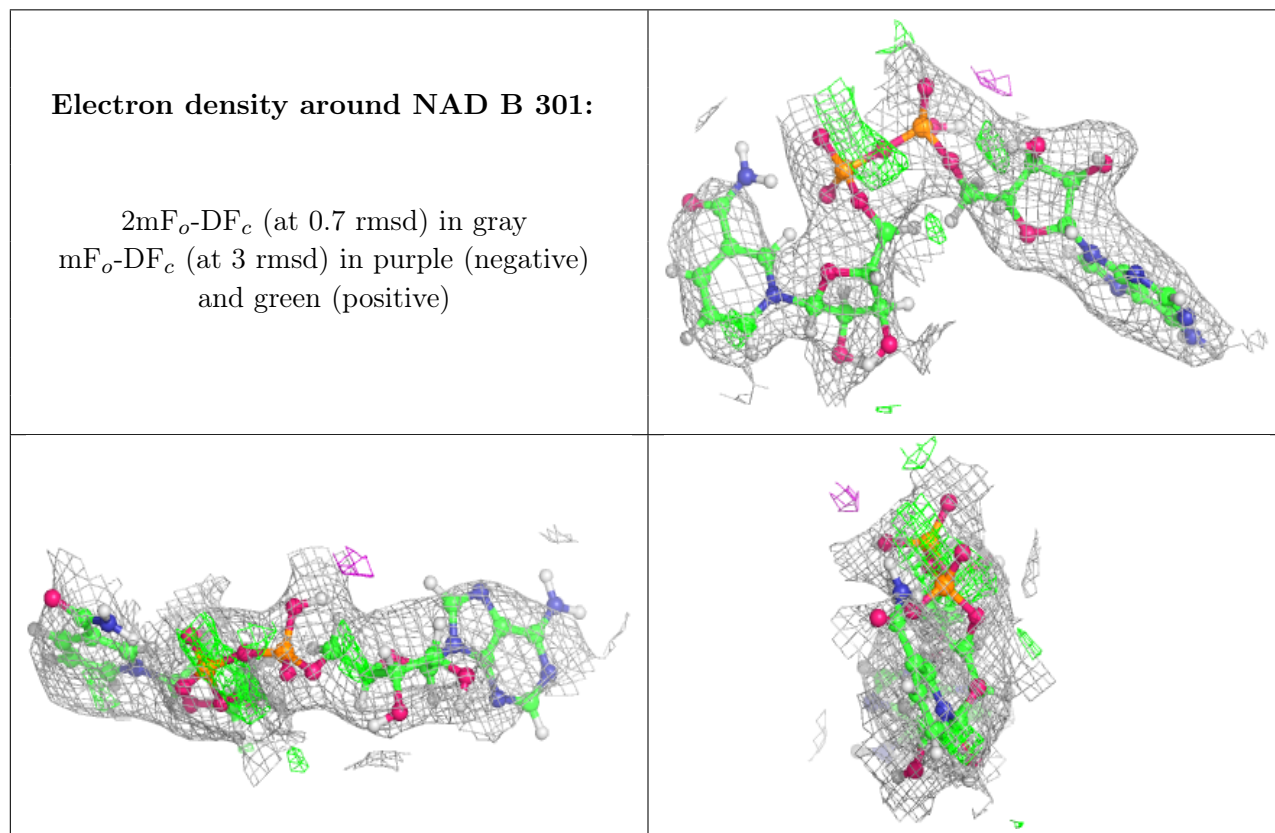 Electron density around NAD B 301:
2mFo-DFc (at 0.7 rmsd) in gray
mFo-DFc (at 3 rmsd) in purple (negative)
and green (positive)